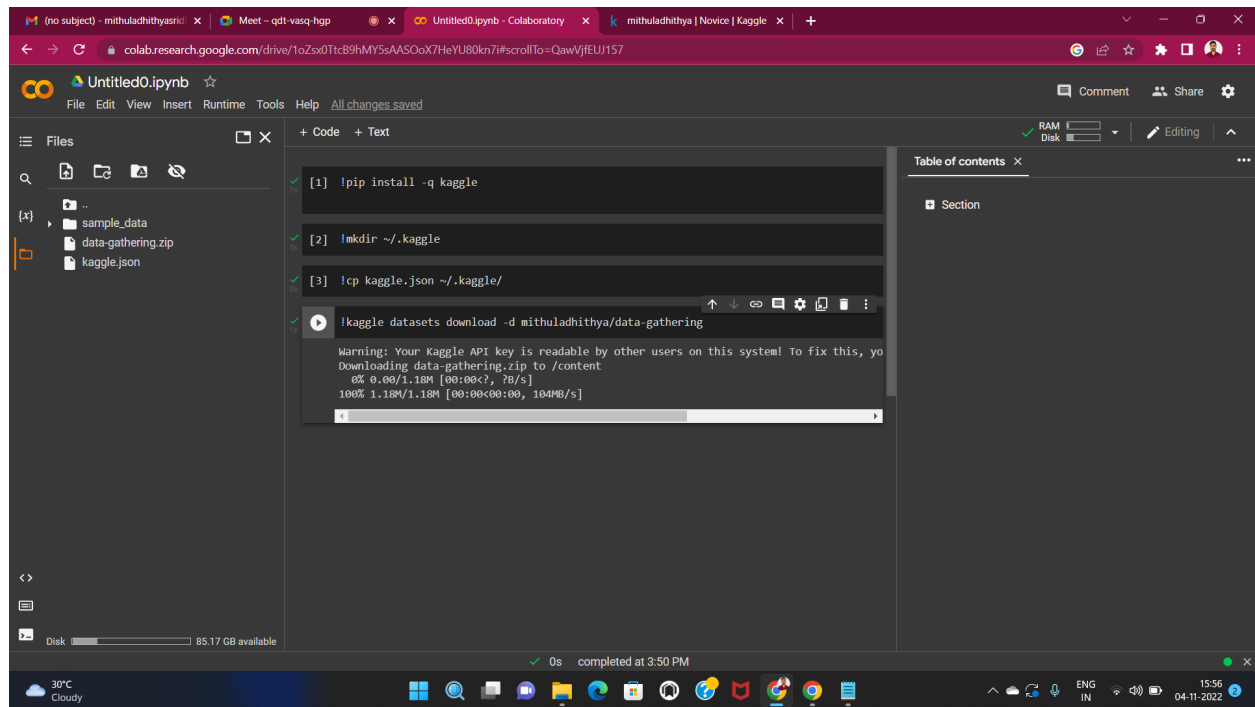 (no subject) - mithuladhithyasridi
Meet – qdt-vasq-hgp
Untitled0.ipynb - Colaboratory
mithuladhithya | Novice | Kaggle
colab.research.google.com/drive/1oZsx0TtcB9hMY5sAASOoX7HeYU80kn7i#scrollTo=QawVjfEUJ157
Untitled0.ipynb
File Edit View Insert Runtime Tools Help All changes saved
Comment Share
Files
+ Code + Text
RAM
Disk
Editing
Table of contents
Section
..
sample_data
data-gathering.zip
kaggle.json
[1] !pip install -q kaggle
7s
[2] !mkdir ~/.kaggle
0s
[3] !cp kaggle.json ~/.kaggle/
0s
!kaggle datasets download -d mithuladhithya/data-gathering
1s
Warning: Your Kaggle API key is readable by other users on this system! To fix this, yo
Downloading data-gathering.zip to /content
0% 0.00/1.18M [00:00<?, ?B/s]
100% 1.18M/1.18M [00:00<00:00, 104MB/s]
{x}
Disk 85.17 GB available
0s completed at 3:50 PM
30°C
Cloudy
ENG
IN
15:56
04-11-2022
2